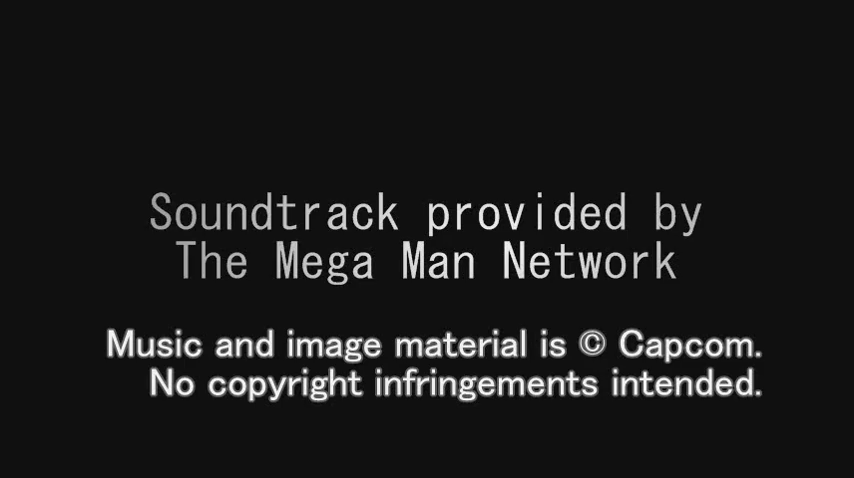 Soundtrack provided by
The Mega Man Network
Music and image material is © Capcom.
No copyright infringements intended.